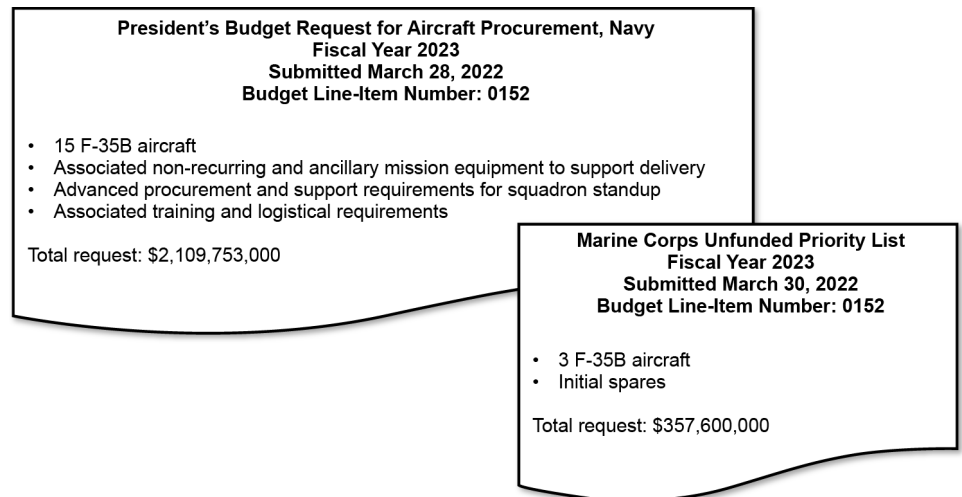 President’s Budget Request for Aircraft Procurement, Navy
Fiscal Year 2023
Submitted March 28, 2022
Budget Line-Item Number: 0152
• 15 F-35B aircraft
• Associated non-recurring and ancillary mission equipment to support delivery
• Advanced procurement and support requirements for squadron standup
• Associated training and logistical requirements
Total request: $2,109,753,000
Marine Corps Unfunded Priority List
Fiscal Year 2023
Submitted March 30, 2022
Budget Line-Item Number: 0152
• 3 F-35B aircraft
• Initial spares
Total request: $357,600,000